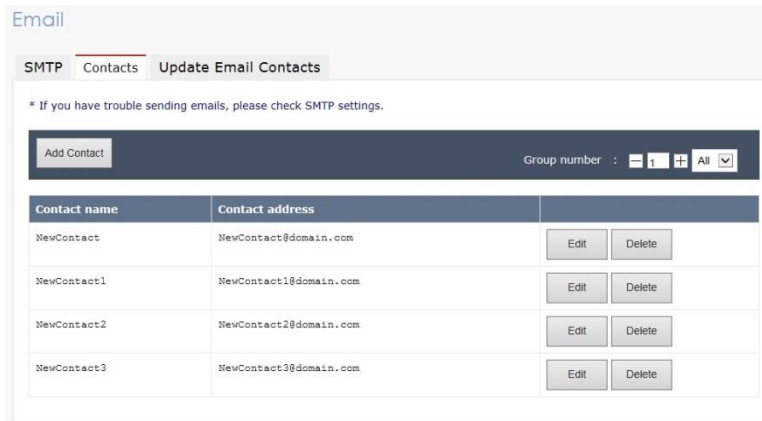 Email
SMTP Contacts Update Email Contacts
* If you have trouble sending emails, please check SMTP settings.
Add Contact Group number : − 1 + All
Contact name Contact address
NewContact NewContact@domain.com Edit Delete
NewContact1 NewContact1@domain.com Edit Delete
NewContact2 NewContact2@domain.com Edit Delete
NewContact3 NewContact3@domain.com Edit Delete